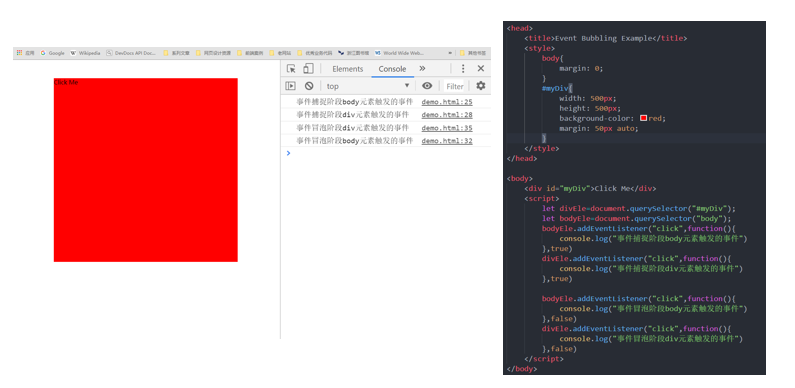 应用 Google Wikipedia DevDocs API Doc... 系列文章 网页设计资源 前端案例 老网站 优秀业务代码 浙江图书馆 World Wide Web... » 其他书签
Click Me
Elements Console »
top Filter
事件捕捉阶段body元素触发的事件 demo.html:25
事件捕捉阶段div元素触发的事件 demo.html:28
事件冒泡阶段div元素触发的事件 demo.html:35
事件冒泡阶段body元素触发的事件 demo.html:32
>
<head>
<title>Event Bubbling Example</title>
<style>
body{
margin: 0;
}
#myDiv{
width: 500px;
height: 500px;
background-color: red;
margin: 50px auto;
}
</style>
</head>
<body>
<div id="myDiv">Click Me</div>
<script>
let divEle=document.querySelector("#myDiv");
let bodyEle=document.querySelector("body");
bodyEle.addEventListener("click",function(){
console.log("事件捕捉阶段body元素触发的事件")
},true)
divEle.addEventListener("click",function(){
console.log("事件捕捉阶段div元素触发的事件")
},true)
bodyEle.addEventListener("click",function(){
console.log("事件冒泡阶段body元素触发的事件")
},false)
divEle.addEventListener("click",function(){
console.log("事件冒泡阶段div元素触发的事件")
},false)
</script>
</body>